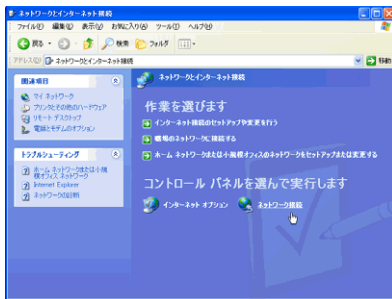 ネットワークとインターネット接続
ファイル(F) 編集(E) 表示(V) お気に入り(A) ツール(T) ヘルプ(H)
戻る 検索 フォルダ
アドレス(D) ネットワークとインターネット接続 移動
関連項目
マイ ネットワーク
プリンタとその他のハードウェア
リモート デスクトップ
電話とモデムのオプション
トラブルシューティング
ホーム ネットワークまたは小規
模オフィス ネットワーク
Internet Explorer
ネットワークの診断
ネットワークとインターネット接続
作業を選びます
インターネット接続のセットアップや変更を行う
職場のネットワークに接続する
ホーム ネットワークまたは小規模オフィスのネットワークをセットアップまたは変更する
コントロール パネルを選んで実行します
インターネット オプション ネットワーク接続